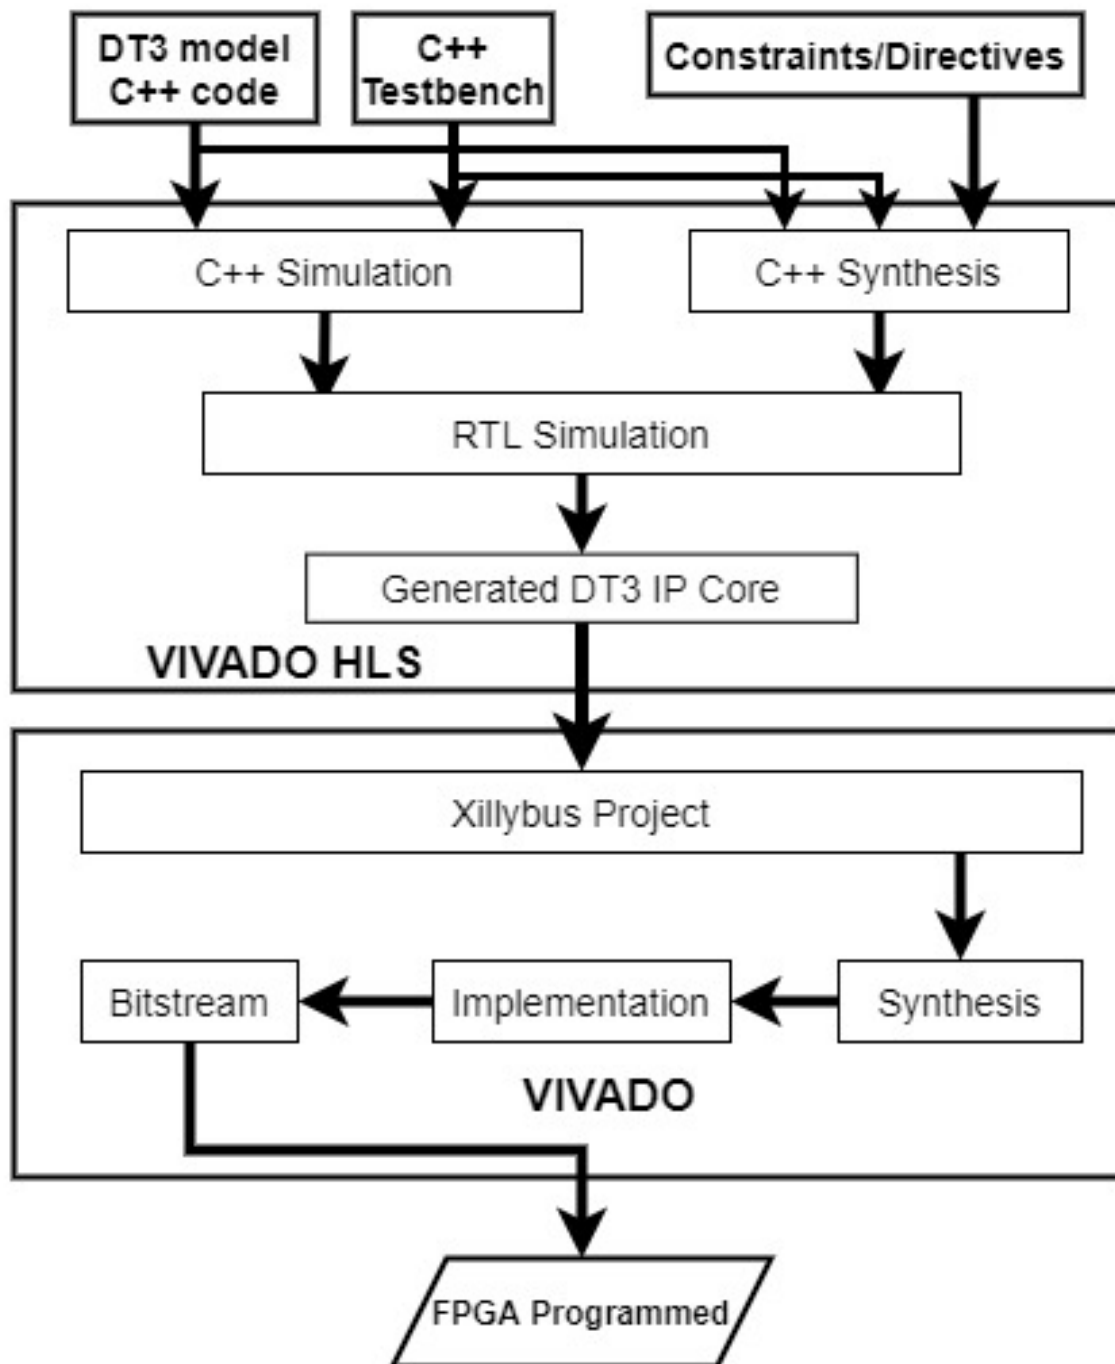 DT3 model
C++ code
C++
Testbench
Constraints/Directives
C++ Simulation
C++ Synthesis
RTL Simulation
Generated DT3 IP Core
VIVADO HLS
Xillybus Project
Bitstream
Implementation
Synthesis
VIVADO
FPGA Programmed